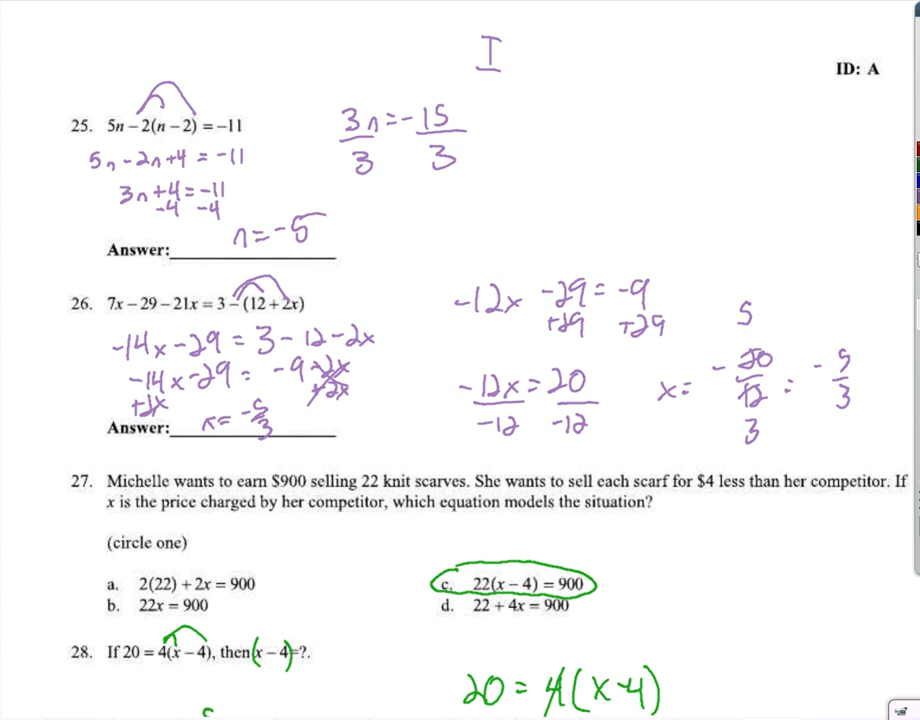 I
ID: A
25. 5n – 2(n – 2) = –11
5n -2n+4 = -11
3n+4=-11
-4 -4
3n=-15
3 3
n=-5
Answer:
26. 7x – 29 – 21x = 3 – (12 + 2x)
-14x-29 = 3-12-2x
-14x-29= -9-2x
+2x +2x
x= -5/3
Answer:
-12x -29=-9
+29 +29
-12x=20
-12 -12
5
x= -20/12 = -5/3
3
27. Michelle wants to earn $900 selling 22 knit scarves. She wants to sell each scarf for $4 less than her competitor. If
x is the price charged by her competitor, which equation models the situation?
(circle one)
a. 2(22) + 2x = 900
b. 22x = 900
c. 22(x – 4) = 900
d. 22 + 4x = 900
28. If 20 = 4(x – 4), then (x – 4)=?.
20 = 4(x-4)